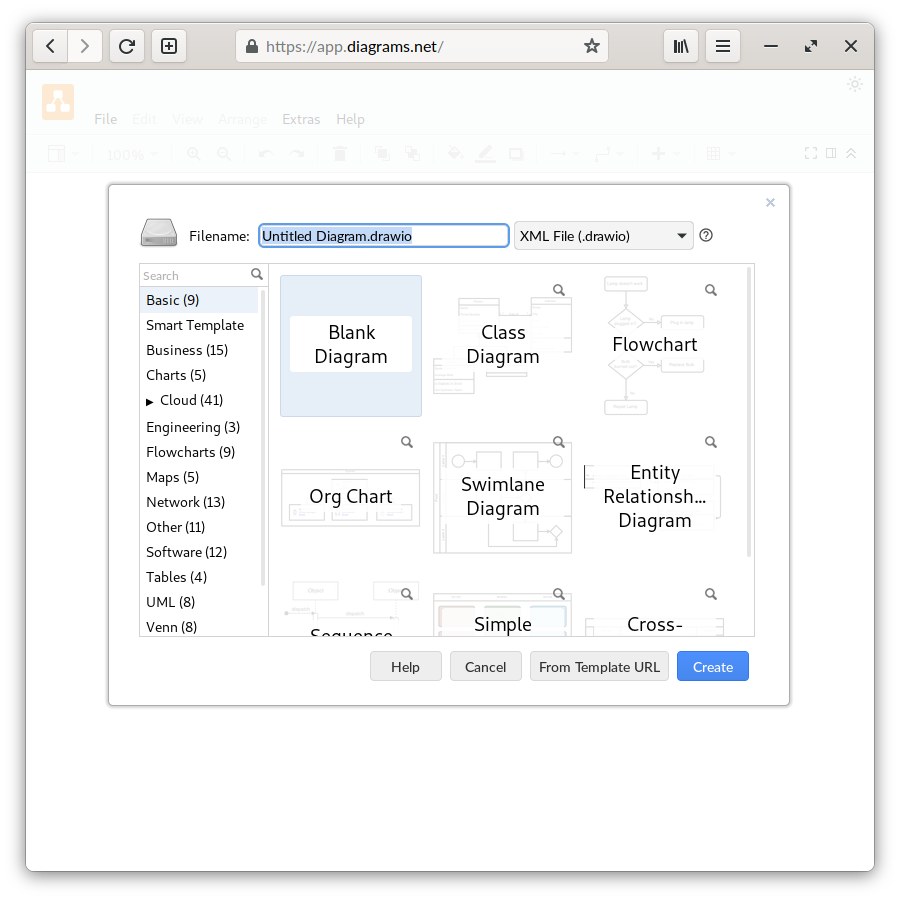 https://app.diagrams.net/
File Edit View Arrange Extras Help
100%
Filename: Untitled Diagram.drawio XML File (.drawio)
Search
Basic (9)
Smart Template
Business (15)
Charts (5)
Cloud (41)
Engineering (3)
Flowcharts (9)
Maps (5)
Network (13)
Other (11)
Software (12)
Tables (4)
UML (8)
Venn (8)
Blank
Diagram
Class
Diagram
Flowchart
Org Chart
Swimlane
Diagram
Entity
Relationsh...
Diagram
Object
dispatch
Sequence
Simple
Cross-
Help Cancel From Template URL Create